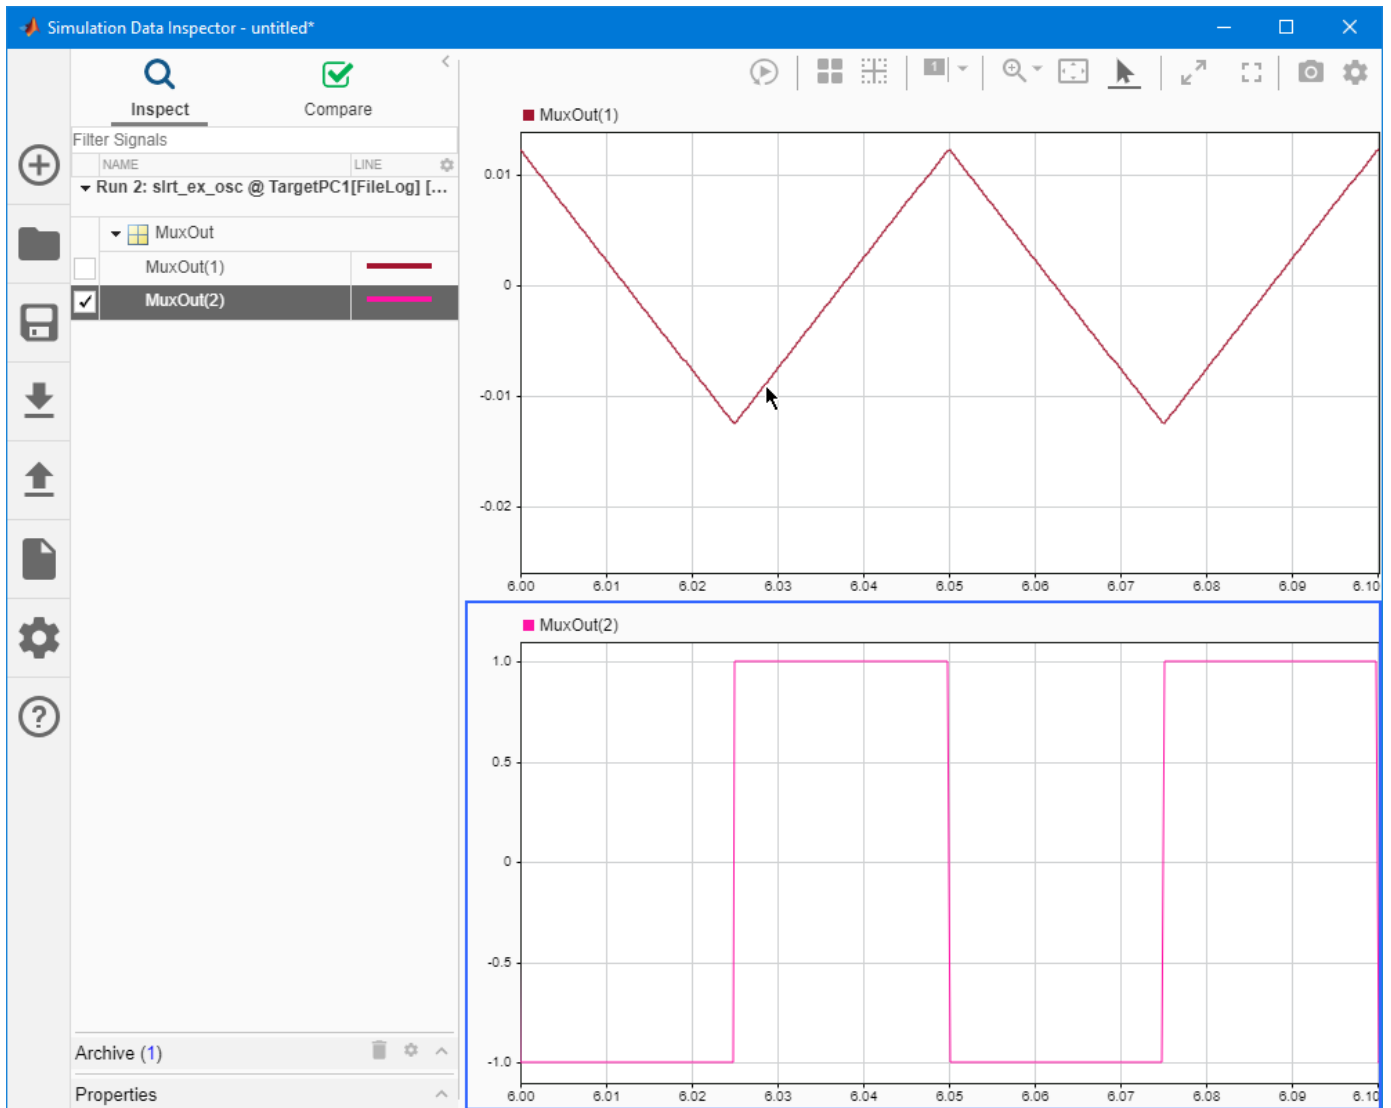 Simulation Data Inspector - untitled*
Inspect
Compare
Filter Signals
NAME LINE
Run 2: slrt_ex_osc @ TargetPC1[FileLog] [...
MuxOut
MuxOut(1)
MuxOut(2)
Archive (1)
Properties
1
MuxOut(1)
0.01
0
-0.01
-0.02
6.00 6.01 6.02 6.03 6.04 6.05 6.06 6.07 6.08 6.09 6.10
MuxOut(2)
1.0
0.5
0
-0.5
-1.0
6.00 6.01 6.02 6.03 6.04 6.05 6.06 6.07 6.08 6.09 6.10